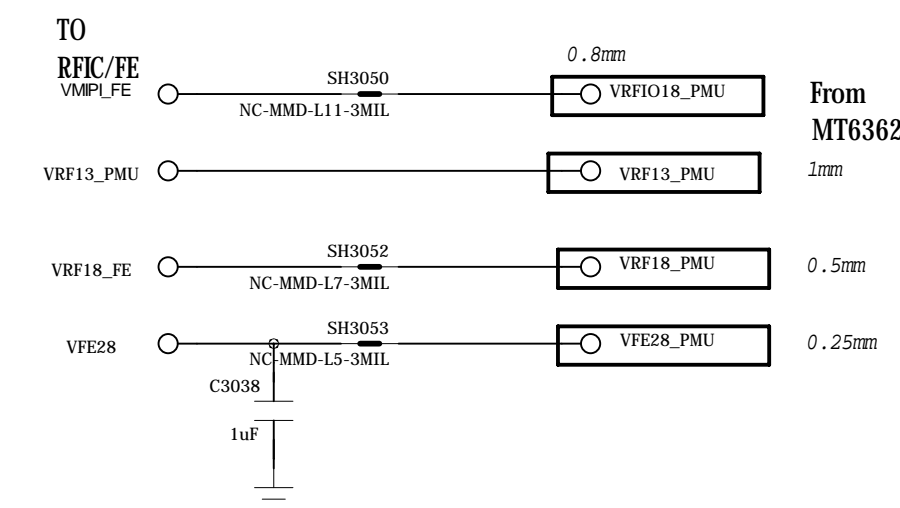 TO
RFIC/FE
0.8mm
VMIPI_FE
SH3050
NC-MMD-L11-3MIL
VRFIO18_PMU
From
MT6362
VRF13_PMU
VRF13_PMU
1mm
VRF18_FE
SH3052
NC-MMD-L7-3MIL
VRF18_PMU
0.5mm
VFE28
SH3053
NC-MMD-L5-3MIL
VFE28_PMU
0.25mm
C3038
1uF